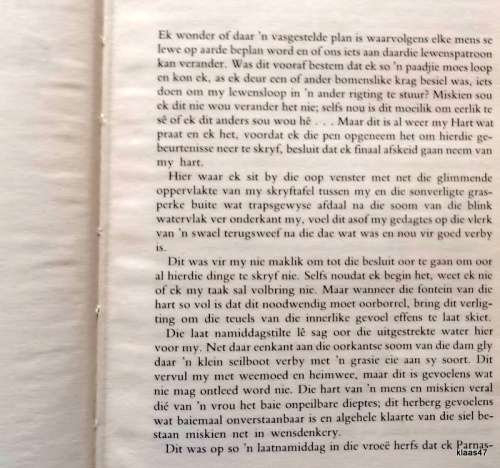 Ek wonder of daar 'n vasgestelde plan is waarvolgens elke mens se
lewe op aarde beplan word en of ons iets aan daardie lewenspatroon
kan verander. Was dit vooraf bestem dat ek so 'n paadjie moes loop
en kon ek, as ek deur een of ander bomenslike krag besiel was, iets
doen om my lewensloop in 'n ander rigting te stuur? Miskien sou
ek dit nie wou verander het nie; selfs nou is dit moeilik om eerlik te
sê of ek dit anders sou wou hê . . . Maar dit is al weer my Hart wat
praat en ek het, voordat ek die pen opgeneem het om hierdie ge-
beurtenisse neer te skryf, besluit dat ek finaal afskeid gaan neem van
my hart.
Hier waar ek sit by die oop venster met net die glimmende
oppervlakte van my skryftafel tussen my en die sonverligte gras-
perke buite wat trapsgewyse afdaal na die soom van die blink
watervlak ver onderkant my, voel dit asof my gedagtes op die vlerk
van 'n swael terugsweef na die dae wat was en nou vir goed verby
is.
Dit was vir my nie maklik om tot die besluit oor te gaan om oor
al hierdie dinge te skryf nie. Selfs noudat ek begin het, weet ek nie
of ek my taak sal volbring nie. Maar wanneer die fontein van die
hart so vol is dat dit noodwendig moet oorborrel, bring dit verlig-
ting om die teuels van die innerlike gevoel effens te laat skiet.
Die laat namiddagstilte lê sag oor die uitgestrekte water hier
voor my. Net daar eenkant aan die oorkantse soom van die dam gly
daar 'n klein seilboot verby met 'n grasie eie aan sy soort. Dit
vervul my met weemoed en heimwee, maar dit is gevoelens wat
nie mag ontleed word nie. Die hart van 'n mens en miskien veral
dié van 'n vrou het baie onpeilbare dieptes; dit herberg gevoelens
wat baiemaal onverstaanbaar is en algehele klaarte van die siel be-
staan miskien net in wensdenkery.
Dit was op so 'n laatnamiddag in die vroeë herfs dat ek Parnas-
klaas47